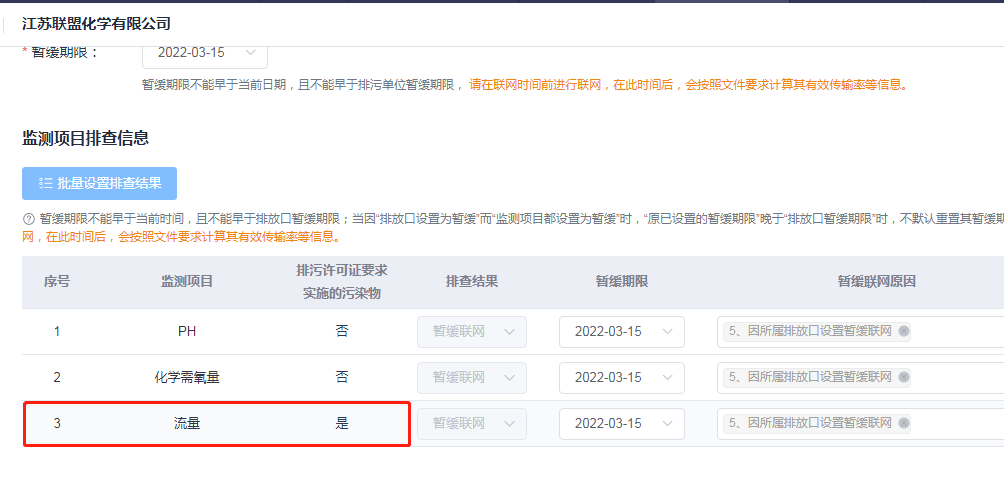 江苏联盟化学有限公司
* 暂缓期限： 2022-03-15
暂缓期限不能早于当前日期，且不能早于排污单位暂缓期限， 请在联网时间前进行联网，在此时间后，会按照文件要求计算其有效传输率等信息。
监测项目排查信息
批量设置排查结果
暂缓期限不能早于当前时间，且不能早于排放口暂缓期限；当因“排放口设置为暂缓”而“监测项目都设置为暂缓”时，“原已设置的暂缓期限”晚于“排放口暂缓期限”时，不默认重置其暂缓期
网，在此时间后，会按照文件要求计算其有效传输率等信息。
序号 监测项目 排污许可证要求 排查结果 暂缓期限 暂缓联网原因
实施的污染物
1 PH 否 暂缓联网 2022-03-15 5、因所属排放口设置暂缓联网
2 化学需氧量 否 暂缓联网 2022-03-15 5、因所属排放口设置暂缓联网
3 流量 是 暂缓联网 2022-03-15 5、因所属排放口设置暂缓联网